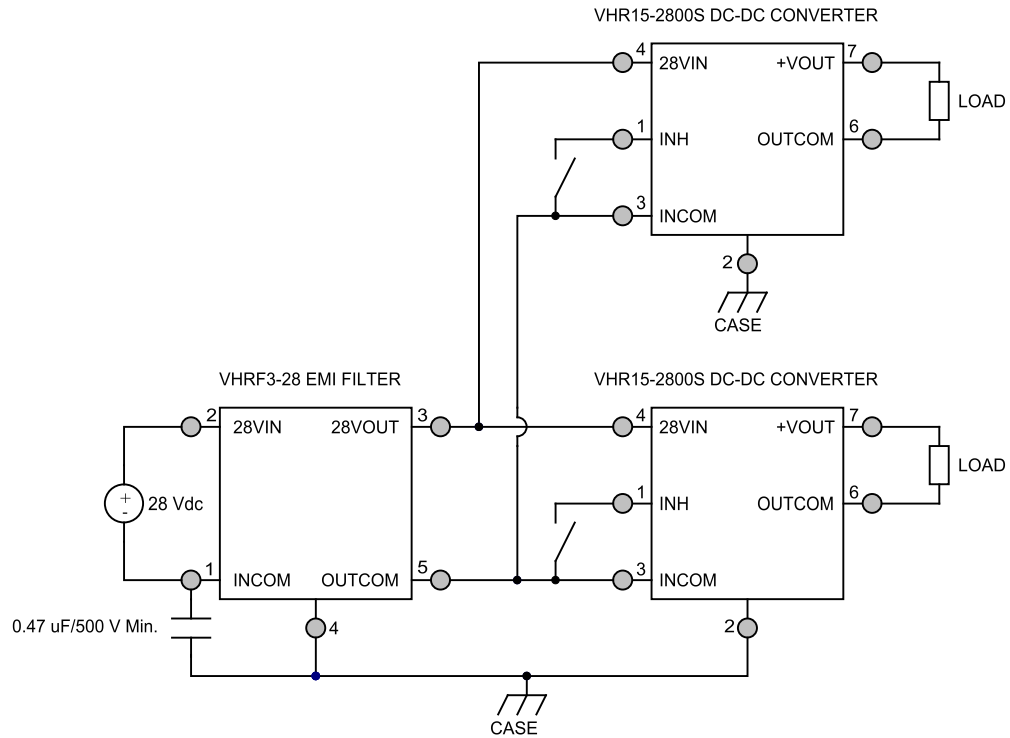 VHR15-2800S DC-DC CONVERTER
4 28VIN +VOUT 7
LOAD
1 INH OUTCOM 6
3 INCOM
2
CASE
VHRF3-28 EMI FILTER VHR15-2800S DC-DC CONVERTER
2 28VIN 28VOUT 3 4 28VIN +VOUT 7
LOAD
+
- 28 Vdc 1 INH OUTCOM 6
1 INCOM OUTCOM 5 3 INCOM
0.47 uF/500 V Min. 4 2
CASE